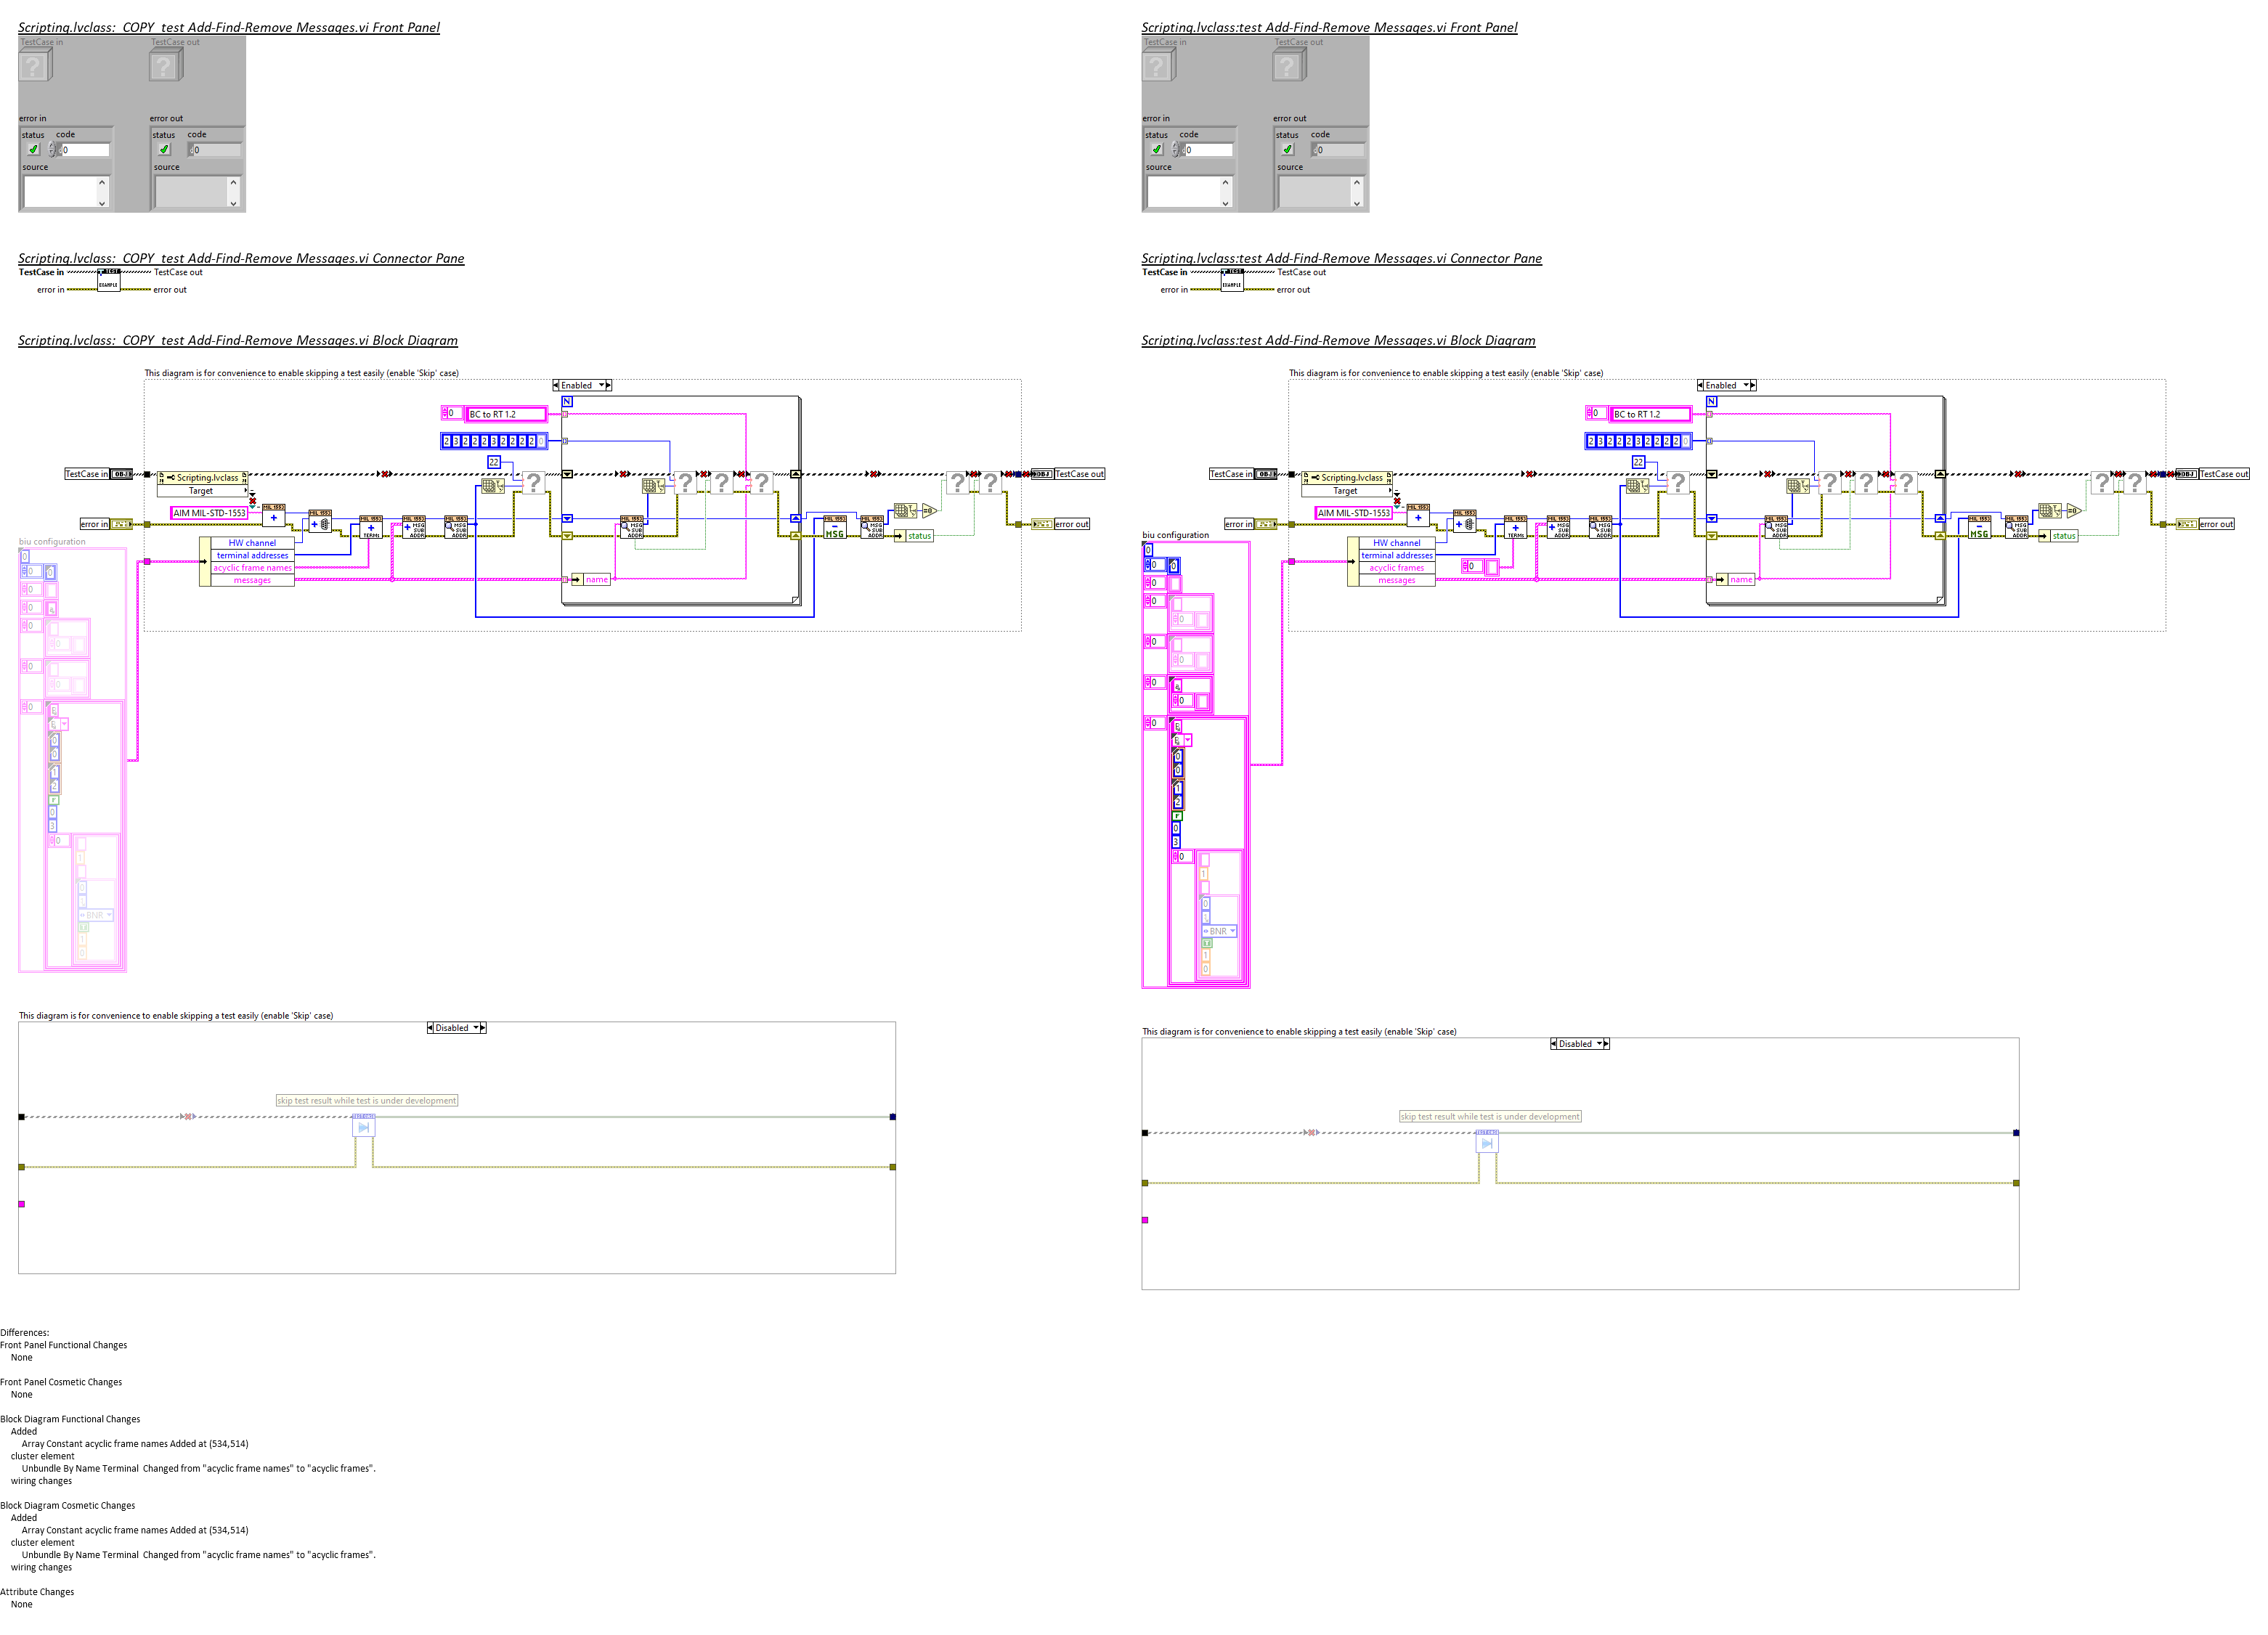 Scripting.lvclass:  COPY  test Add-Find-Remove Messages.vi Front Panel
TestCase in
TestCase out
error in
error out
status
code
status
code
0
0
source
source
Scripting.lvclass:  COPY  test Add-Find-Remove Messages.vi Connector Pane
TestCase in
TestCase out
TEST
EXAMPLE
error in
error out
Scripting.lvclass:  COPY  test Add-Find-Remove Messages.vi Block Diagram
This diagram is for convenience to enable skipping a test easily (enable 'Skip' case)
Enabled
N
0
BC to RT 1.2
2 3 2 2 2 3 2 2 2 2 0
22
TestCase in
OBJ
Scripting.lvclass
Target
OBJ
TestCase out
AIM MIL-STD-1553
error in
error out
=0
status
MSG
biu configuration
HW channel
terminal addresses
acyclic frame names
messages
name
BNR
This diagram is for convenience to enable skipping a test easily (enable 'Skip' case)
Disabled
skip test result while test is under development
Scripting.lvclass:test Add-Find-Remove Messages.vi Front Panel
TestCase in
TestCase out
error in
error out
status
code
status
code
0
0
source
source
Scripting.lvclass:test Add-Find-Remove Messages.vi Connector Pane
TestCase in
TestCase out
TEST
EXAMPLE
error in
error out
Scripting.lvclass:test Add-Find-Remove Messages.vi Block Diagram
This diagram is for convenience to enable skipping a test easily (enable 'Skip' case)
Enabled
N
0
BC to RT 1.2
2 3 2 2 2 3 2 2 2 2 0
22
TestCase in
OBJ
Scripting.lvclass
Target
OBJ
TestCase out
AIM MIL-STD-1553
error in
error out
=0
status
MSG
biu configuration
HW channel
terminal addresses
acyclic frames
0
messages
name
BNR
This diagram is for convenience to enable skipping a test easily (enable 'Skip' case)
Disabled
skip test result while test is under development
Differences:
Front Panel Functional Changes
None
Front Panel Cosmetic Changes
None
Block Diagram Functional Changes
Added
Array Constant acyclic frame names Added at (534,514)
cluster element
Unbundle By Name Terminal  Changed from "acyclic frame names" to "acyclic frames".
wiring changes
Block Diagram Cosmetic Changes
Added
Array Constant acyclic frame names Added at (534,514)
cluster element
Unbundle By Name Terminal  Changed from "acyclic frame names" to "acyclic frames".
wiring changes
Attribute Changes
None